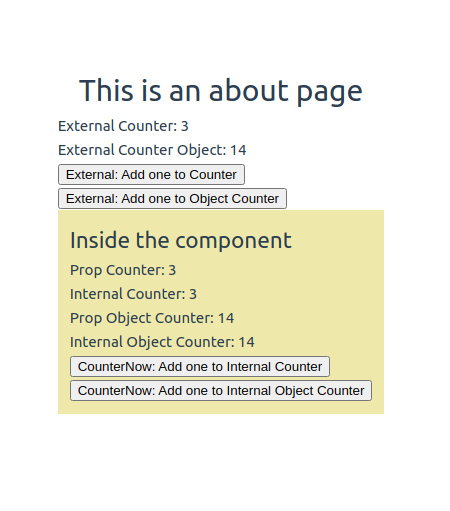 This is an about page
External Counter: 3
External Counter Object: 14
External: Add one to Counter
External: Add one to Object Counter
Inside the component
Prop Counter: 3
Internal Counter: 3
Prop Object Counter: 14
Internal Object Counter: 14
CounterNow: Add one to Internal Counter
CounterNow: Add one to Internal Object Counter